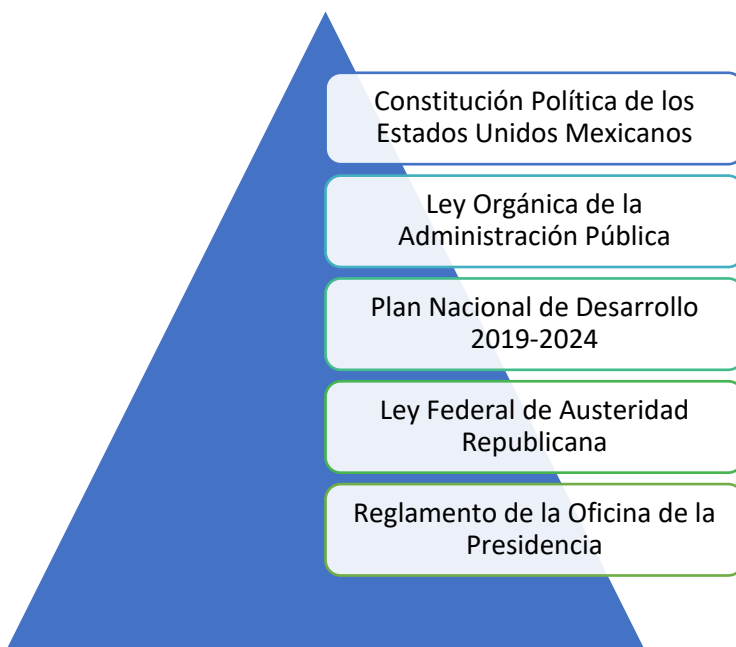 Constitución Política de los
Estados Unidos Mexicanos
Ley Orgánica de la
Administración Pública
Plan Nacional de Desarrollo
2019-2024
Ley Federal de Austeridad
Republicana
Reglamento de la Oficina de la
Presidencia